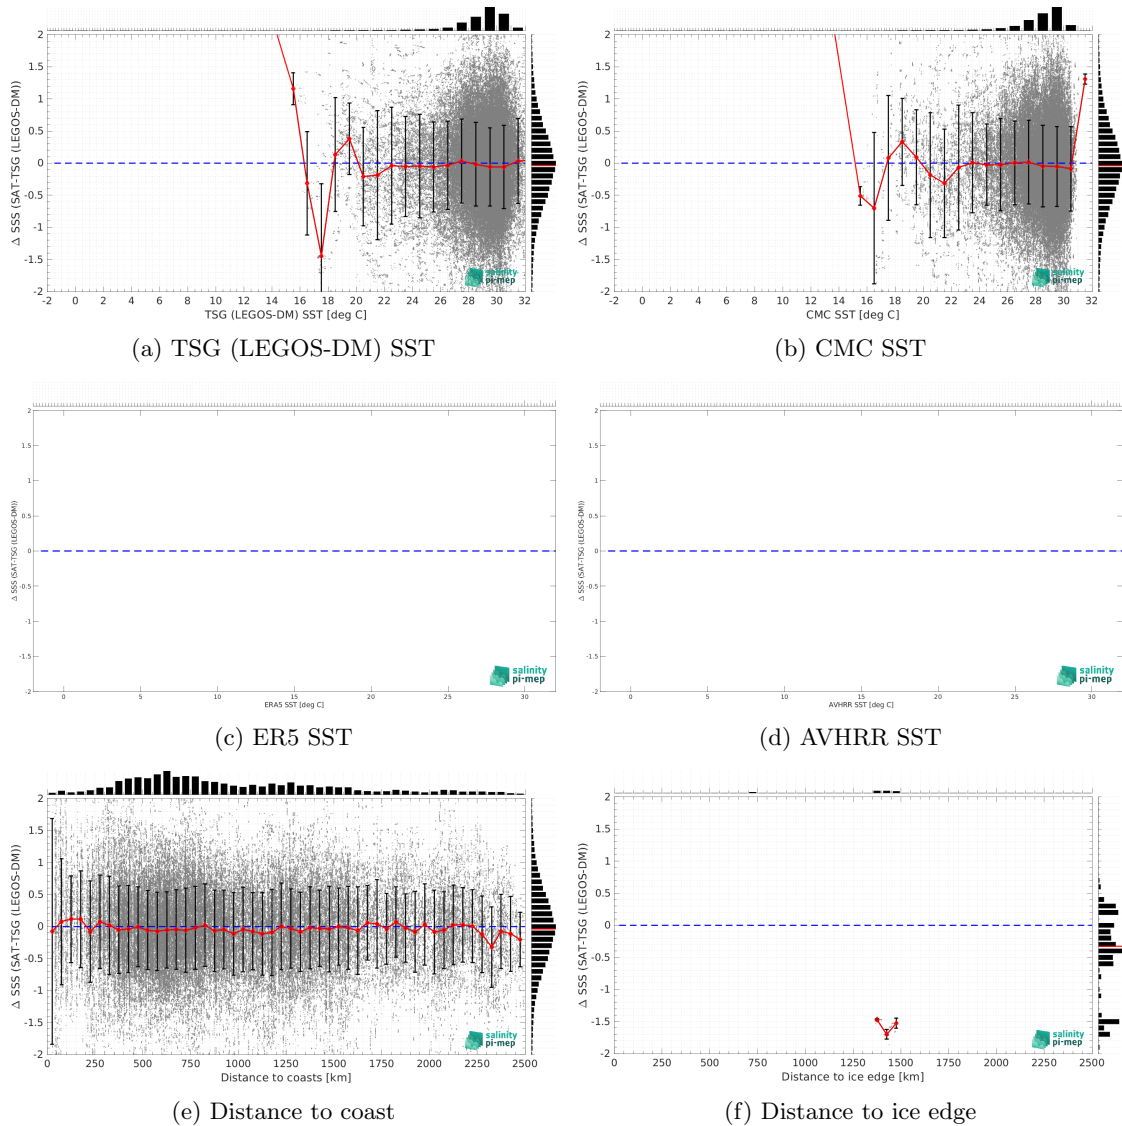 2
1.5
1
0.5
0
-0.5
-1
-1.5
-2
Δ SSS (SAT-TSG (LEGOS-DM))
salinity
pi-mep
-2 0 2 4 6 8 10 12 14 16 18 20 22 24 26 28 30 32
TSG (LEGOS-DM) SST [deg C]
(a) TSG (LEGOS-DM) SST
2
1.5
1
0.5
0
-0.5
-1
-1.5
-2
Δ SSS (SAT-TSG (LEGOS-DM))
salinity
pi-mep
-2 0 2 4 6 8 10 12 14 16 18 20 22 24 26 28 30 32
CMC SST [deg C]
(b) CMC SST
2
1.5
1
0.5
0
-0.5
-1
-1.5
-2
Δ SSS (SAT-TSG (LEGOS-DM))
salinity
pi-mep
0 5 10 15 20 25 30
ERA5 SST [deg C]
(c) ER5 SST
2
1.5
1
0.5
0
-0.5
-1
-1.5
-2
Δ SSS (SAT-TSG (LEGOS-DM))
salinity
pi-mep
0 5 10 15 20 25 30
AVHRR SST [deg C]
(d) AVHRR SST
2
1.5
1
0.5
0
-0.5
-1
-1.5
-2
Δ SSS (SAT-TSG (LEGOS-DM))
salinity
pi-mep
0 250 500 750 1000 1250 1500 1750 2000 2250 2500
Distance to coasts [km]
(e) Distance to coast
2
1.5
1
0.5
0
-0.5
-1
-1.5
-2
Δ SSS (SAT-TSG (LEGOS-DM))
salinity
pi-mep
0 250 500 750 1000 1250 1500 1750 2000 2250 2500
Distance to ice edge [km]
(f) Distance to ice edge